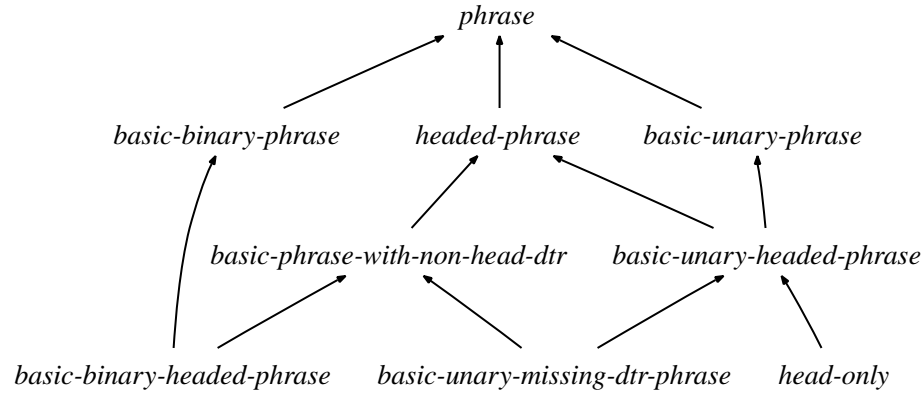 phrase
basic-binary-phrase headed-phrase basic-unary-phrase
basic-phrase-with-non-head-dtr basic-unary-headed-phrase
basic-binary-headed-phrase basic-unary-missing-dtr-phrase head-only